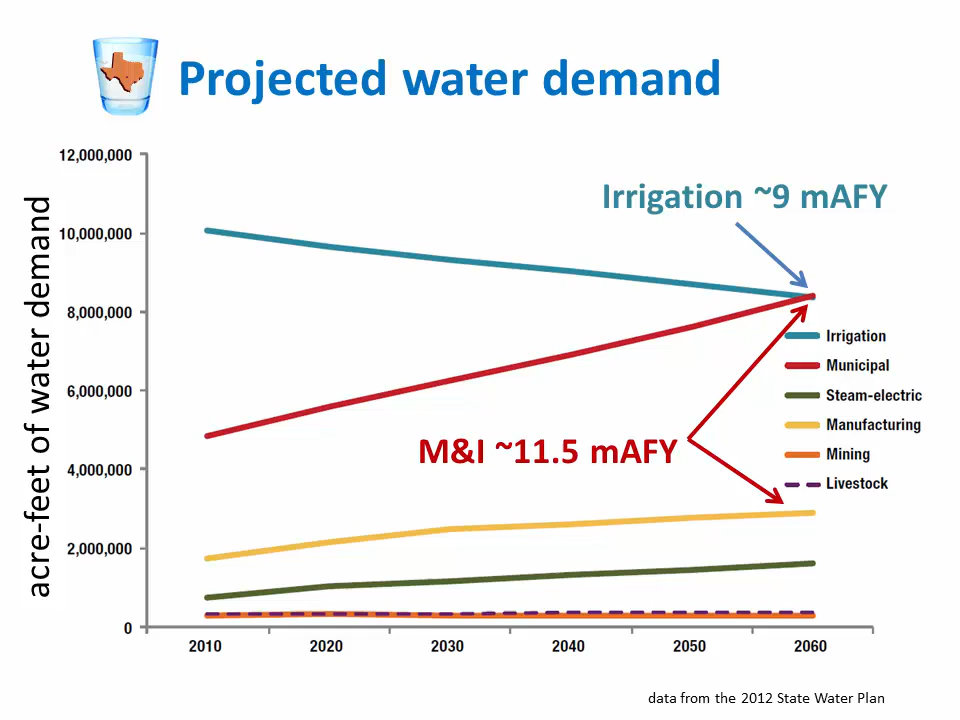 Projected water demand
acre-feet of water demand
12,000,000
10,000,000
8,000,000
6,000,000
4,000,000
2,000,000
0
2010 2020 2030 2040 2050 2060
Irrigation ~9 mAFY
M&I ~11.5 mAFY
Irrigation
Municipal
Steam-electric
Manufacturing
Mining
Livestock
data from the 2012 State Water Plan